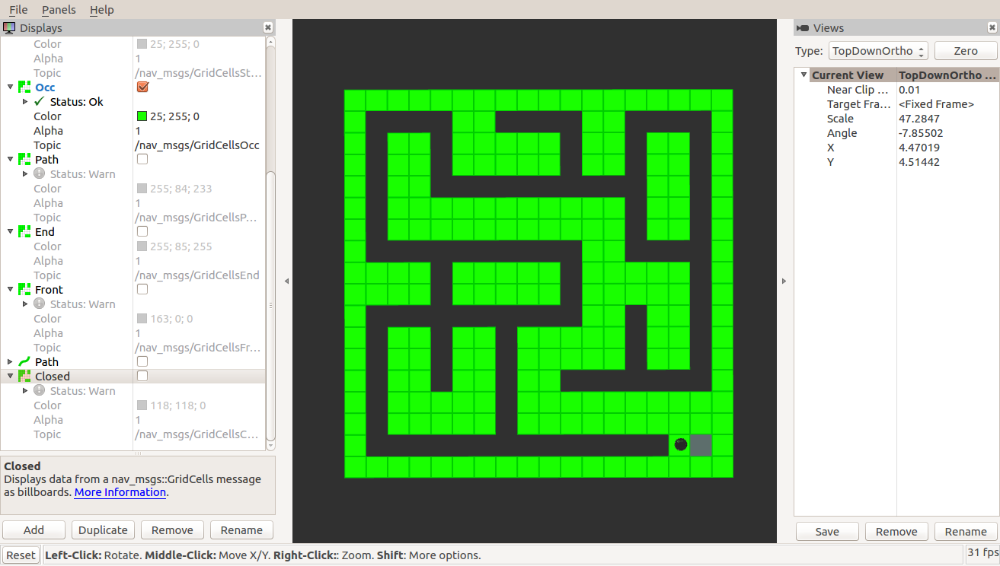 File Panels Help
Displays
Color 25; 255; 0
Alpha 1
Topic /nav_msgs/GridCellsSt...
Occ
Status: Ok
Color 25; 255; 0
Alpha 1
Topic /nav_msgs/GridCellsOcc
Path
Status: Warn
Color 255; 84; 233
Alpha 1
Topic /nav_msgs/GridCellsP...
End
Color 255; 85; 255
Alpha 1
Topic /nav_msgs/GridCellsEnd
Front
Status: Warn
Color 163; 0; 0
Alpha 1
Topic /nav_msgs/GridCellsFr...
Path
Closed
Status: Warn
Color 118; 118; 0
Alpha 1
Topic /nav_msgs/GridCellsC...
Closed
Displays data from a nav_msgs::GridCells message
as billboards. More Information.
Add Duplicate Remove Rename
Views
Type: TopDownOrtho Zero
Current View TopDownOrtho ...
Near Clip ... 0.01
Target Fra... <Fixed Frame>
Scale 47.2847
Angle -7.85502
X 4.47019
Y 4.51442
Save Remove Rename
Reset Left-Click: Rotate. Middle-Click: Move X/Y. Right-Click:: Zoom. Shift: More options. 31 fps